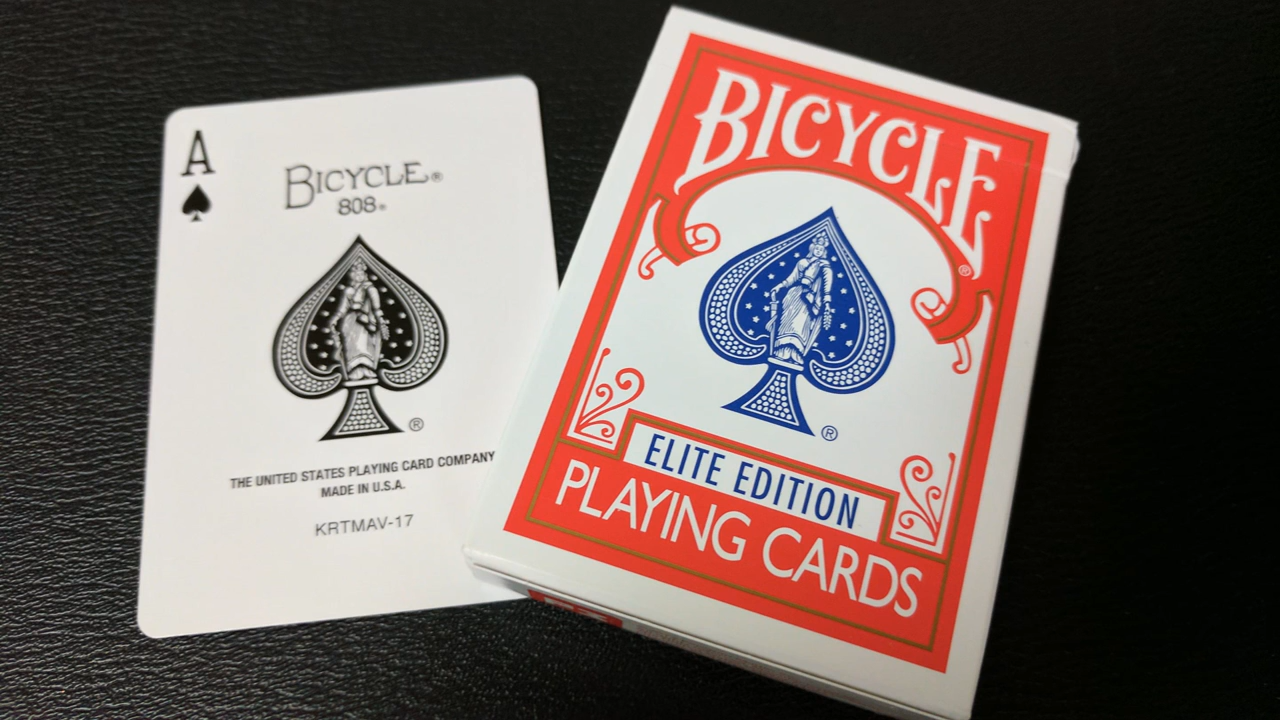 A
BICYCLE®
808®
THE UNITED STATES PLAYING CARD COMPANY
MADE IN U.S.A.
KRTMAV-17
BICYCLE®
®
®
ELITE EDITION
PLAYING CARDS